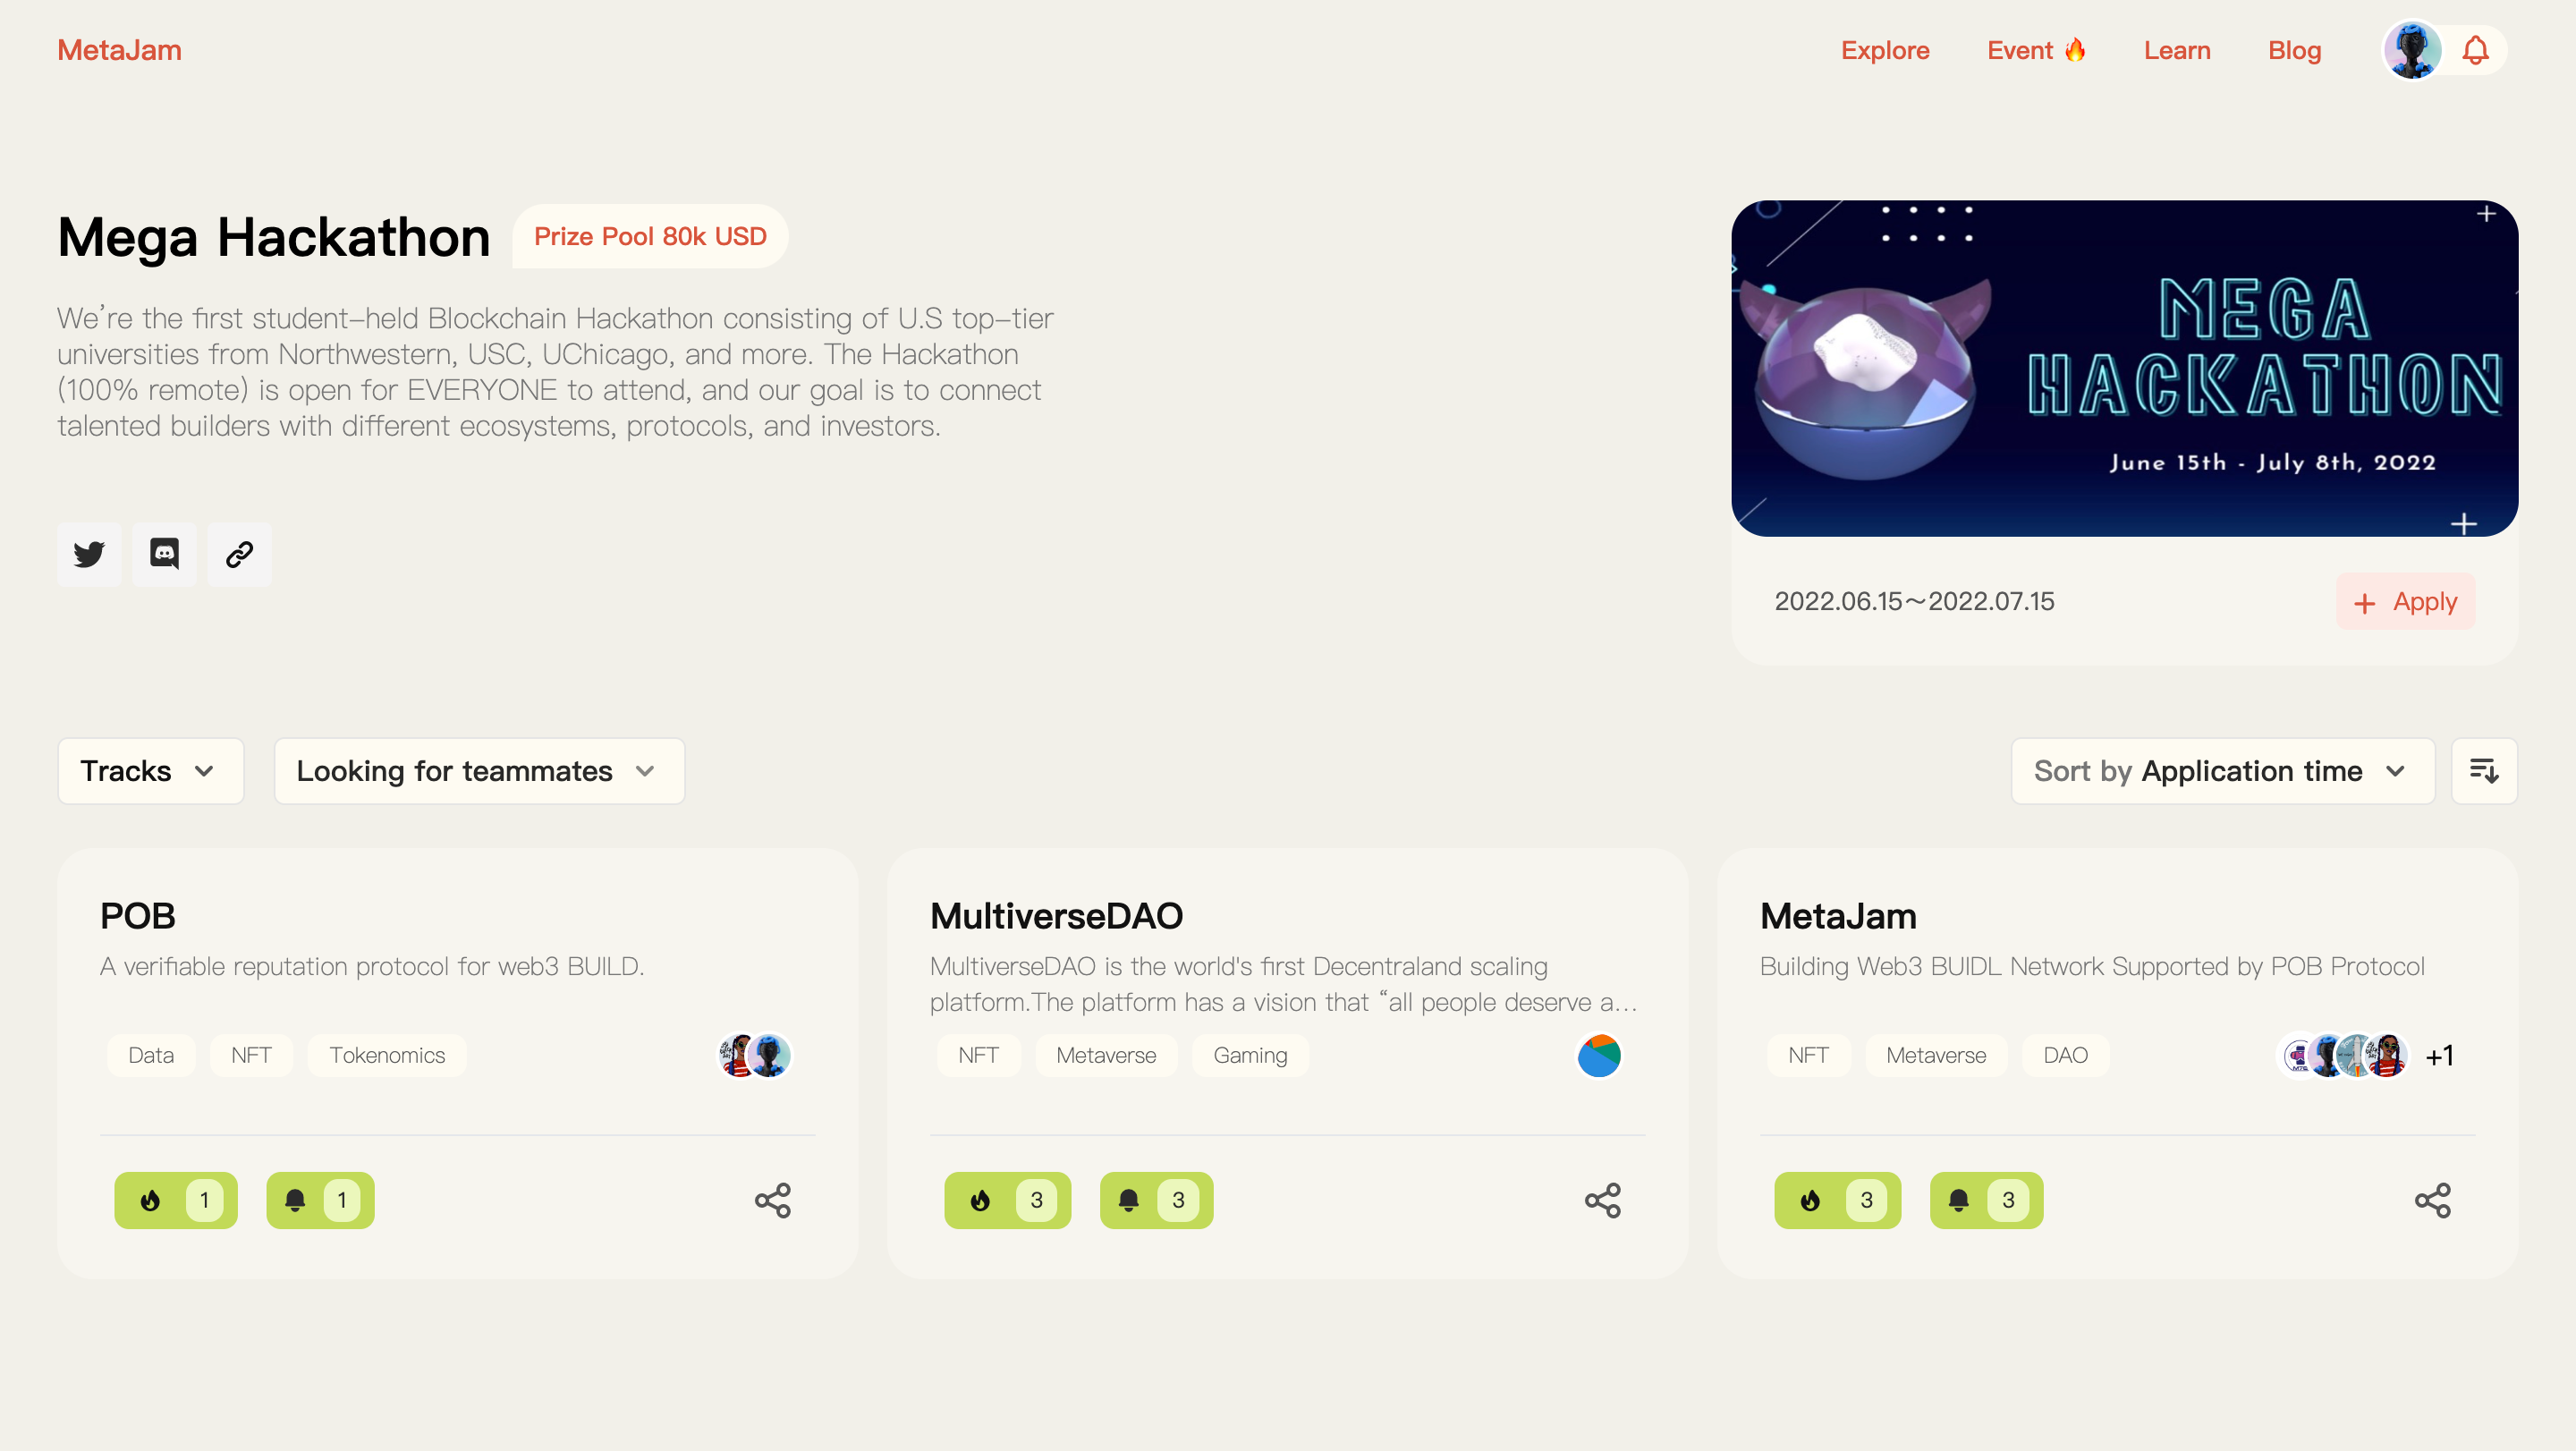 MetaJam
Explore
Event 🔥
Learn
Blog
Mega Hackathon
Prize Pool 80k USD
We’re the first student-held Blockchain Hackathon consisting of U.S top-tier
universities from Northwestern, USC, UChicago, and more. The Hackathon
(100% remote) is open for EVERYONE to attend, and our goal is to connect
talented builders with different ecosystems, protocols, and investors.
MEGA
HACKATHON
June 15th - July 8th, 2022
2022.06.15～2022.07.15
+ Apply
Tracks
Looking for teammates
Sort by Application time
POB
A verifiable reputation protocol for web3 BUILD.
Data
NFT
Tokenomics
1
1
MultiverseDAO
MultiverseDAO is the world's first Decentraland scaling
platform.The platform has a vision that “all people deserve a...
NFT
Metaverse
Gaming
3
3
MetaJam
Building Web3 BUIDL Network Supported by POB Protocol
NFT
Metaverse
DAO
+1
3
3